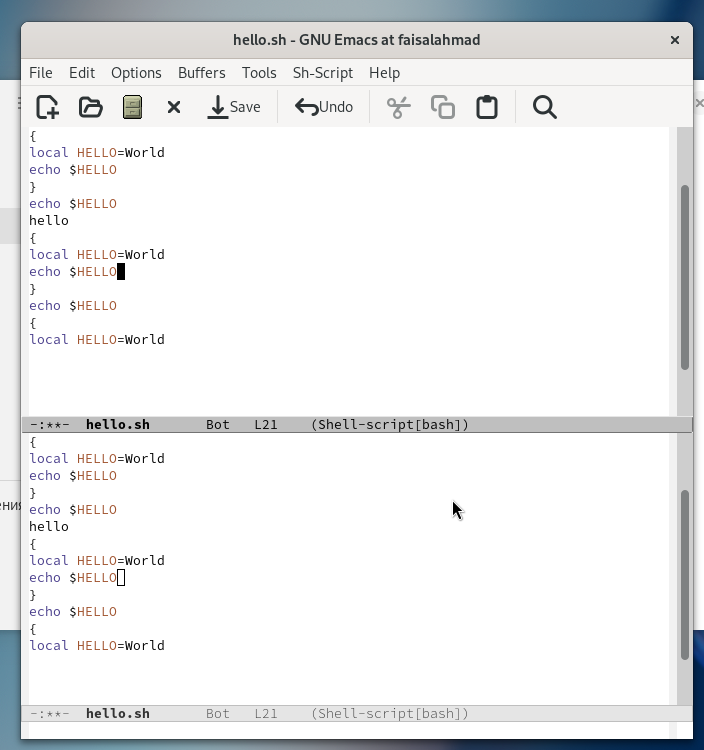 hello.sh - GNU Emacs at faisalahmad
File Edit Options Buffers Tools Sh-Script Help
Save Undo
{
local HELLO=World
echo $HELLO
}
echo $HELLO
hello
{
local HELLO=World
echo $HELLO
}
echo $HELLO
{
local HELLO=World
-:**- hello.sh Bot L21 (Shell-script[bash])
{
local HELLO=World
echo $HELLO
}
echo $HELLO
hello
{
local HELLO=World
echo $HELLO
}
echo $HELLO
{
local HELLO=World
-:**- hello.sh Bot L21 (Shell-script[bash])